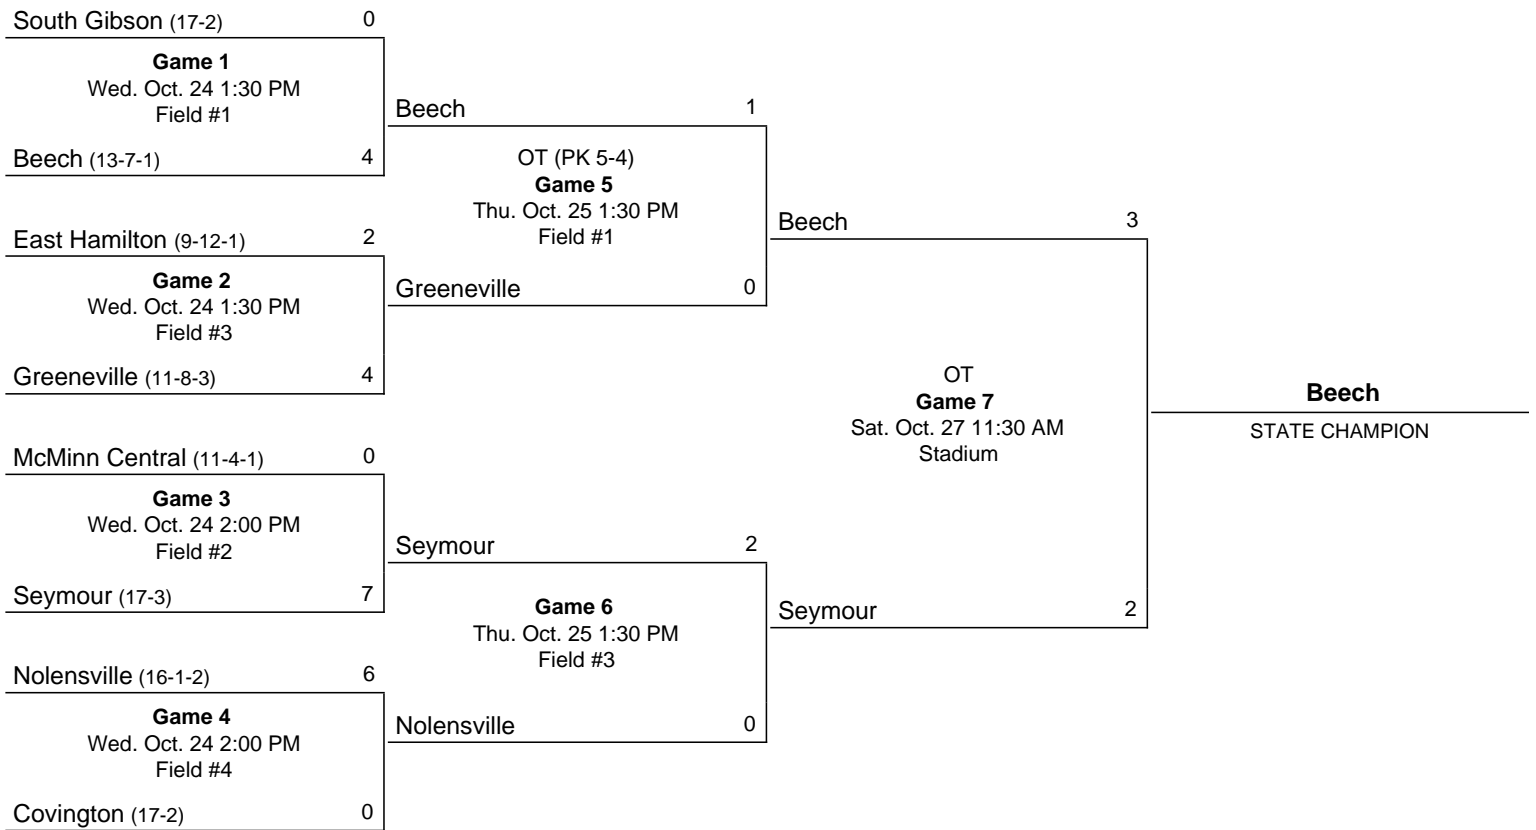 South Gibson (17-2) 0
Game 1
Wed. Oct. 24 1:30 PM
Field #1
Beech (13-7-1) 4
East Hamilton (9-12-1) 2
Game 2
Wed. Oct. 24 1:30 PM
Field #3
Greeneville (11-8-3) 4
McMinn Central (11-4-1) 0
Game 3
Wed. Oct. 24 2:00 PM
Field #2
Seymour (17-3) 7
Nolensville (16-1-2) 6
Game 4
Wed. Oct. 24 2:00 PM
Field #4
Covington (17-2) 0
Beech 1
OT (PK 5-4)
Game 5
Thu. Oct. 25 1:30 PM
Field #1
Greeneville 0
Seymour 2
Game 6
Thu. Oct. 25 1:30 PM
Field #3
Nolensville 0
Beech 3
OT
Game 7
Sat. Oct. 27 11:30 AM
Stadium
Seymour 2
Beech
STATE CHAMPION